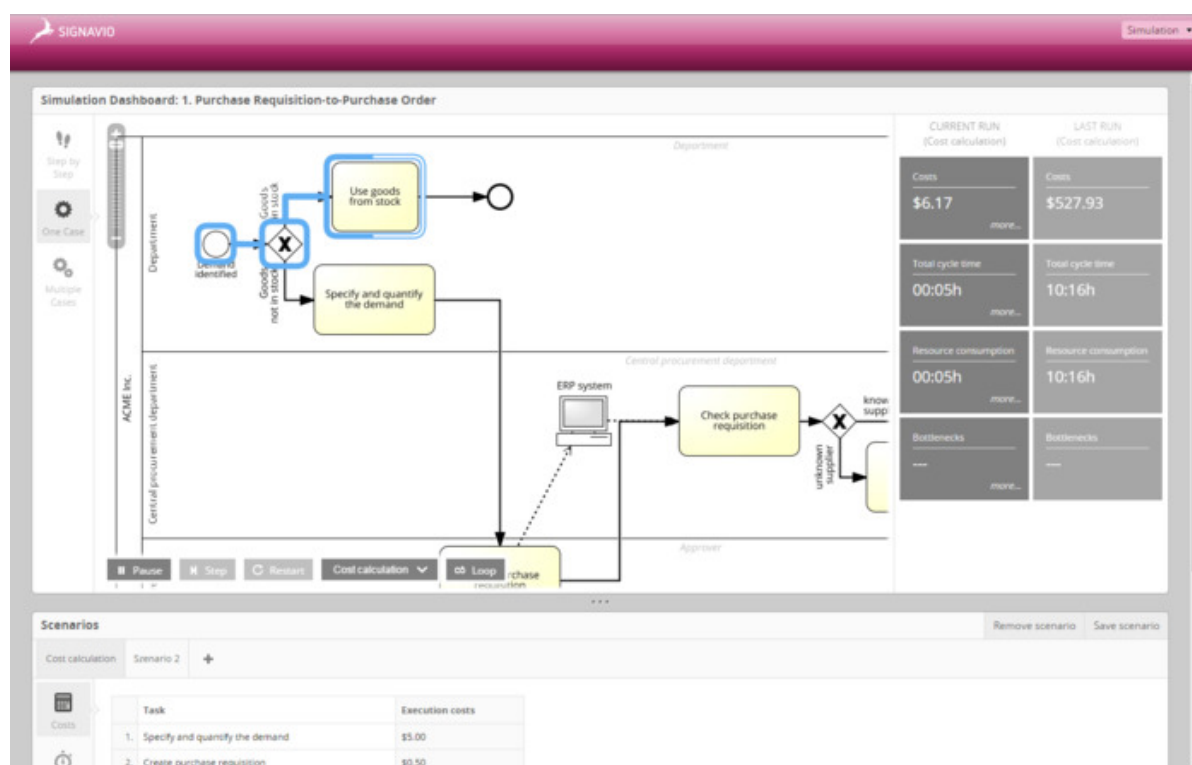 SIGNAVIO
Simulation
Simulation Dashboard: 1. Purchase Requisition-to-Purchase Order
Step by
Step
One Case
Multiple
Cases
ACME Inc.
Department
Department
Goods
in stock
Use goods
from stock
Demand
identified
Goods
not in stock
Specify and quantify
the demand
Central procurement department
Central procurement department
ERP system
Check purchase
requisition
know
supp
unknown
supplier
Approver
chase
requisition
Pause
Step
Restart
Cost calculation
Loop
CURRENT RUN
(Cost calculation)
Costs
$6.17
more...
Total cycle time
00:05h
more...
Resource consumption
00:05h
more...
Bottlenecks
---
more...
LAST RUN
(Cost calculation)
Costs
$527.93
Total cycle time
10:16h
Resource consumption
10:16h
Bottlenecks
---
Scenarios
Remove scenario Save scenario
Cost calculation Szenario 2 +
Costs
Task Execution costs
1. Specify and quantify the demand $5.00
2. Create purchase requisition $0.50